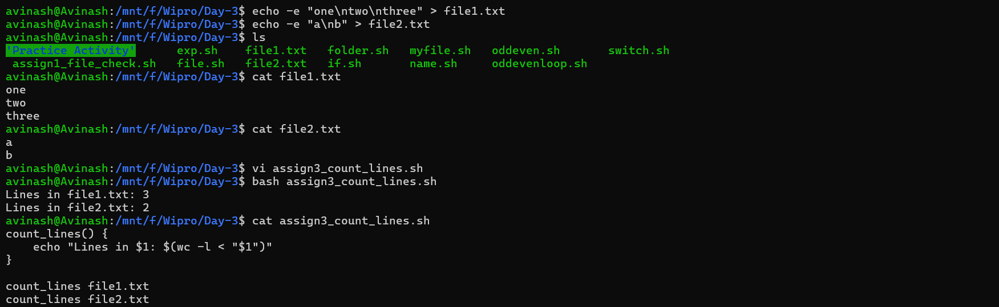 avinash@Avinash:/mnt/f/Wipro/Day-3$ echo -e "one\ntwo\nthree" > file1.txt
avinash@Avinash:/mnt/f/Wipro/Day-3$ echo -e "a\nb" > file2.txt
avinash@Avinash:/mnt/f/Wipro/Day-3$ ls
'Practice Activity'      exp.sh    file1.txt   folder.sh   myfile.sh   oddeven.sh       switch.sh
 assign1_file_check.sh   file.sh   file2.txt   if.sh       name.sh     oddevenloop.sh
avinash@Avinash:/mnt/f/Wipro/Day-3$ cat file1.txt
one
two
three
avinash@Avinash:/mnt/f/Wipro/Day-3$ cat file2.txt
a
b
avinash@Avinash:/mnt/f/Wipro/Day-3$ vi assign3_count_lines.sh
avinash@Avinash:/mnt/f/Wipro/Day-3$ bash assign3_count_lines.sh
Lines in file1.txt: 3
Lines in file2.txt: 2
avinash@Avinash:/mnt/f/Wipro/Day-3$ cat assign3_count_lines.sh
count_lines() {
    echo "Lines in $1: $(wc -l < "$1")"
}

count_lines file1.txt
count_lines file2.txt